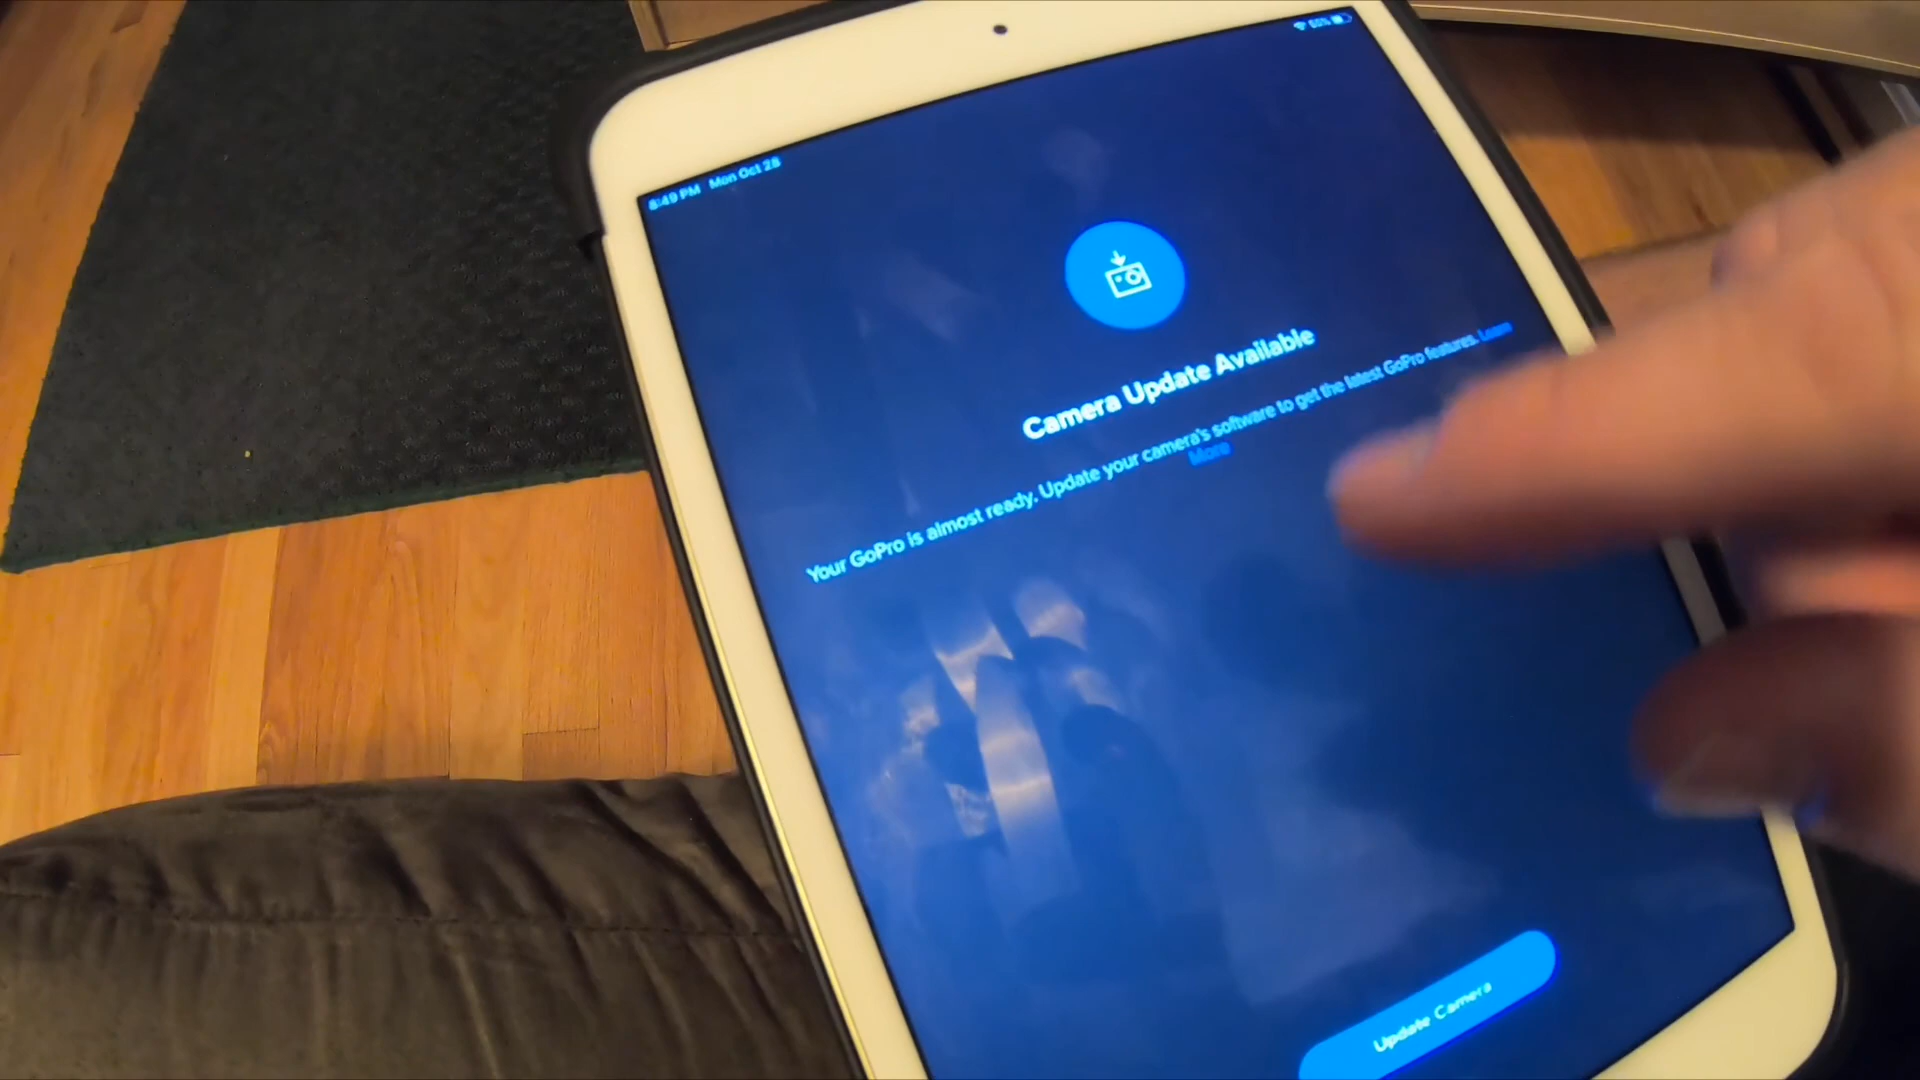 8:49 PM Mon Oct 28
Camera Update Available
Your GoPro is almost ready. Update your camera's software to get the latest GoPro features. Learn
More
Update Camera